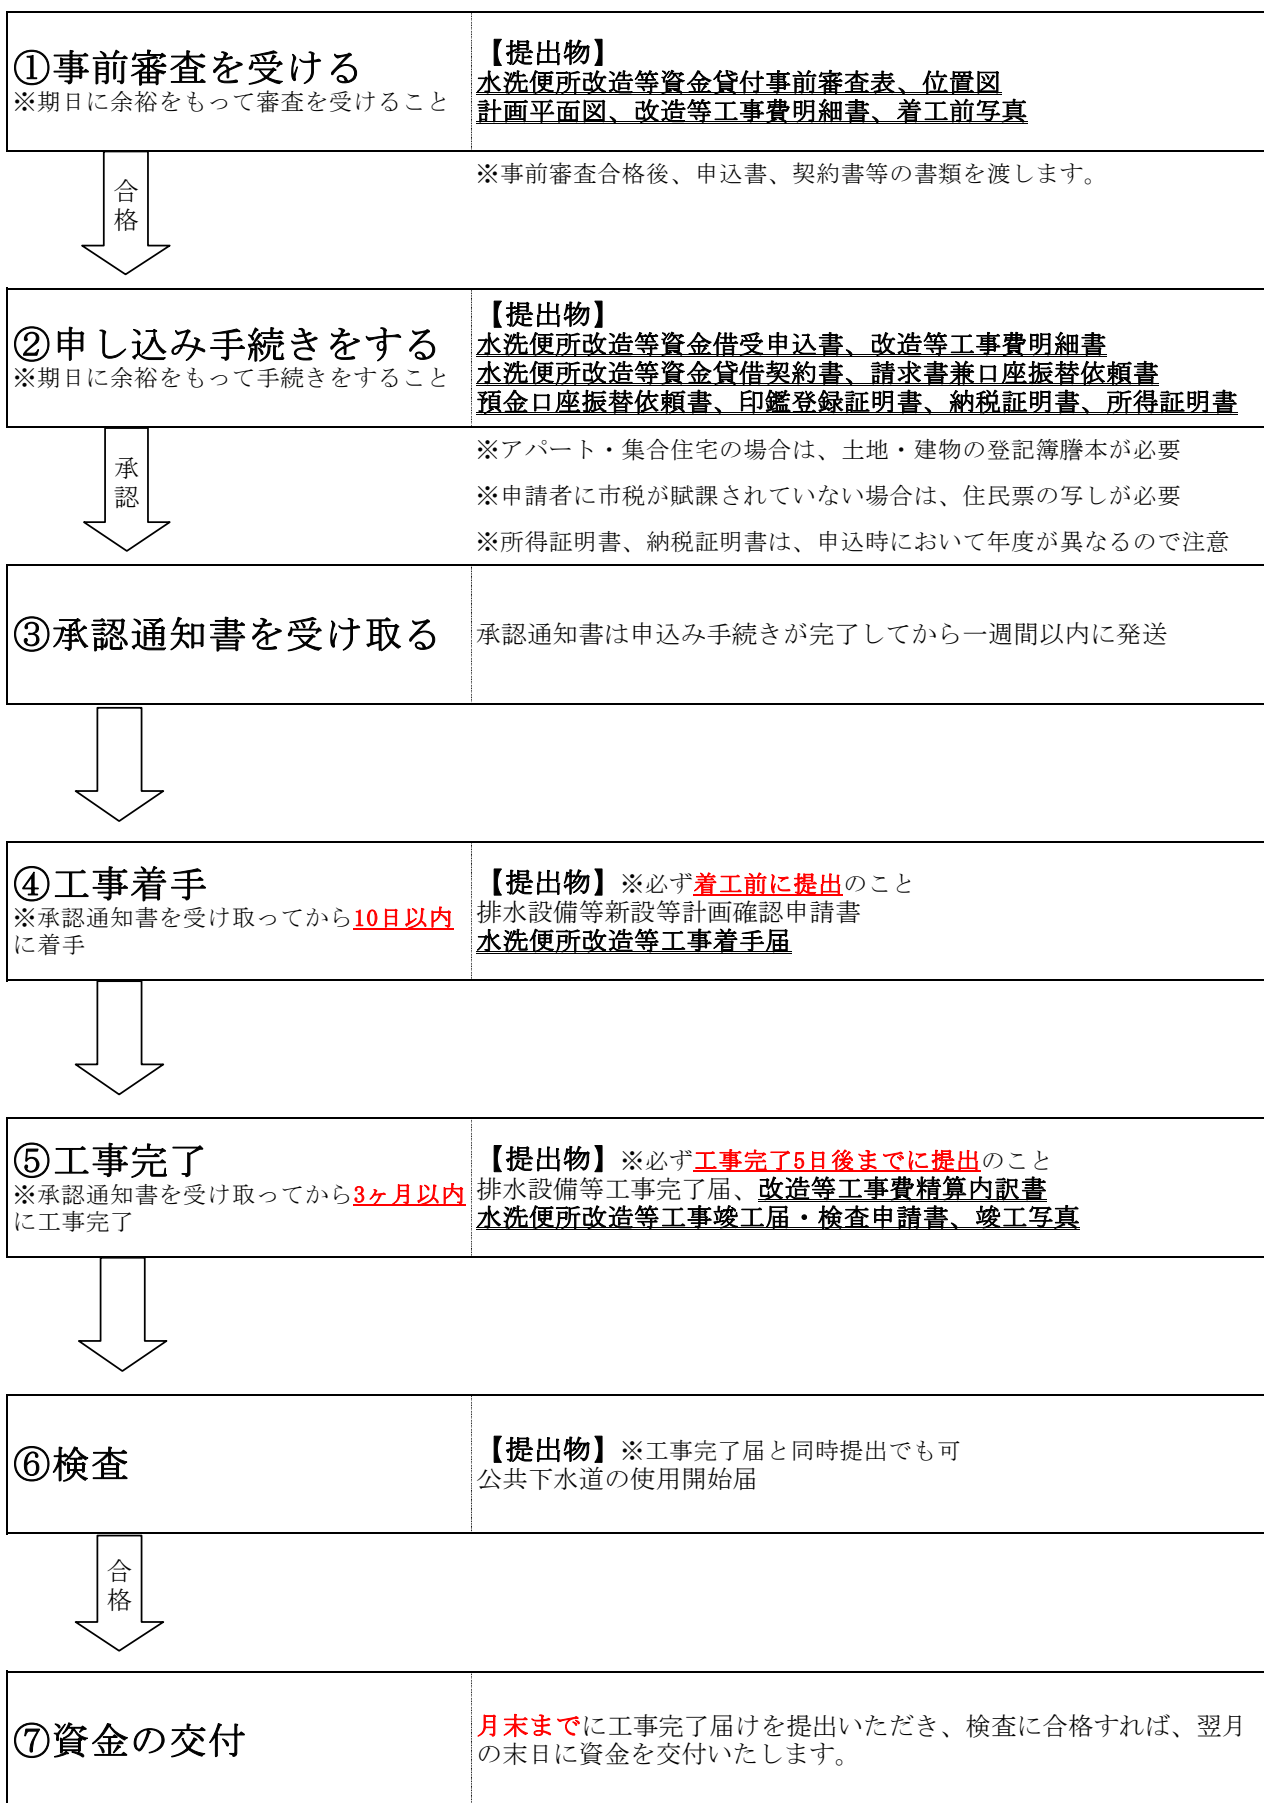 ①事前審査を受ける
※期日に余裕をもって審査を受けること
【提出物】
水洗便所改造等資金貸付事前審査表、位置図
計画平面図、改造等工事費明細書、着工前写真
合格
※事前審査合格後、申込書、契約書等の書類を渡します。
②申し込み手続きをする
※期日に余裕をもって手続きをすること
【提出物】
水洗便所改造等資金借受申込書、改造等工事費明細書
水洗便所改造等資金貸借契約書、請求書兼口座振替依頼書
預金口座振替依頼書、印鑑登録証明書、納税証明書、所得証明書
承認
※アパート・集合住宅の場合は、土地・建物の登記簿謄本が必要
※申請者に市税が賦課されていない場合は、住民票の写しが必要
※所得証明書、納税証明書は、申込時において年度が異なるので注意
③承認通知書を受け取る
承認通知書は申込み手続きが完了してから一週間以内に発送
④工事着手
※承認通知書を受け取ってから10日以内
に着手
【提出物】※必ず着工前に提出のこと
排水設備等新設等計画確認申請書
水洗便所改造等工事着手届
⑤工事完了
※承認通知書を受け取ってから3ヶ月以内
に工事完了
【提出物】※必ず工事完了5日後までに提出のこと
排水設備等工事完了届、改造等工事費精算内訳書
水洗便所改造等工事竣工届・検査申請書、竣工写真
⑥検査
【提出物】※工事完了届と同時提出でも可
公共下水道の使用開始届
合格
⑦資金の交付
月末までに工事完了届けを提出いただき、検査に合格すれば、翌月
の末日に資金を交付いたします。